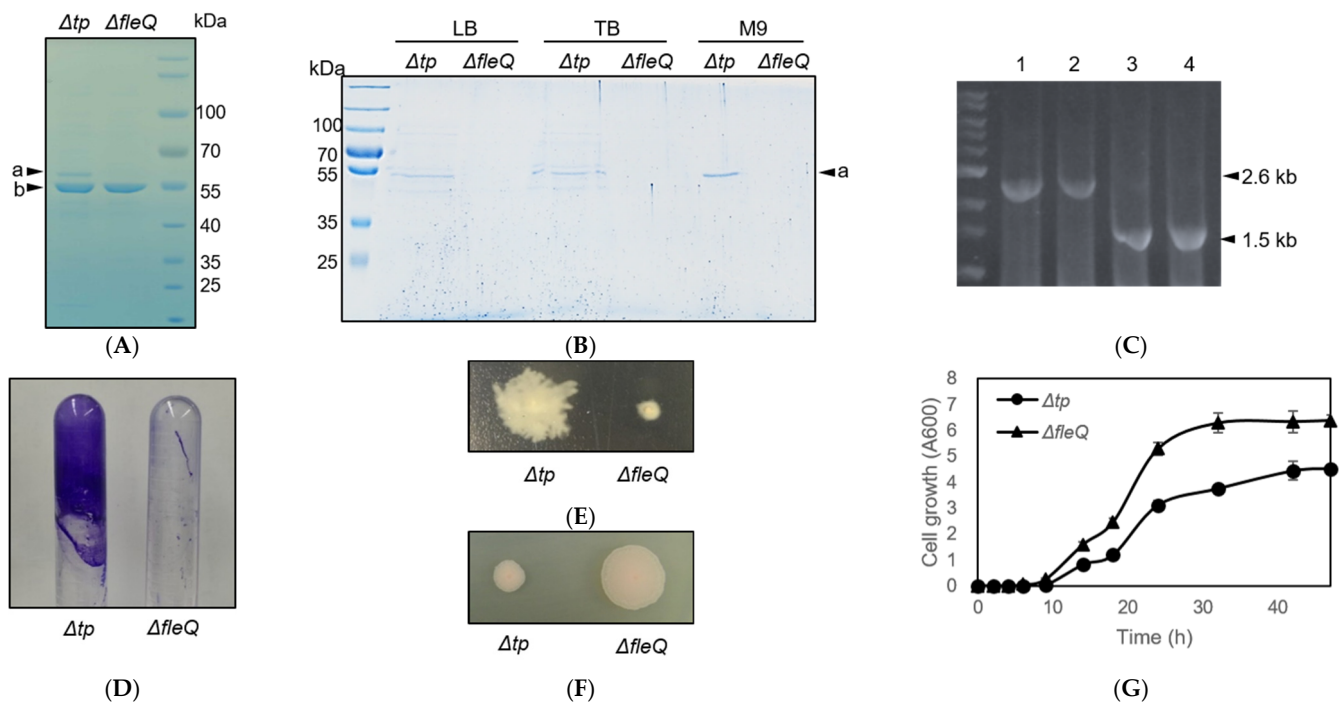 Δtp ΔfleQ kDa
100
70
55
40
35
25
a
b
(A)
LB TB M9
Δtp ΔfleQ Δtp ΔfleQ Δtp ΔfleQ
kDa
100
70
55
35
25
a
(B)
1 2 3 4
2.6 kb
1.5 kb
(C)
Δtp ΔfleQ
(D)
Δtp ΔfleQ
(E)
Δtp ΔfleQ
(F)
Δtp
ΔfleQ
Cell growth (A600)
8
7
6
5
4
3
2
1
0
0 10 20 30 40
Time (h)
(G)